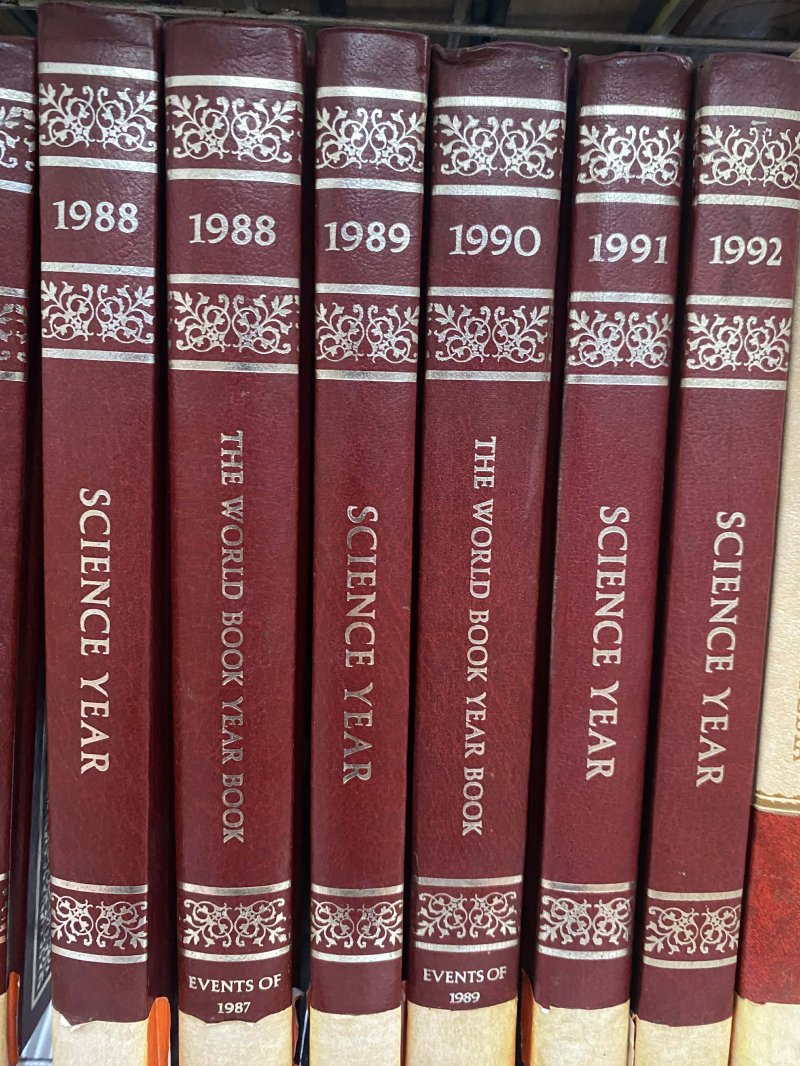 1988
SCIENCE YEAR
1988
THE WORLD BOOK YEAR BOOK
EVENTS OF
1987
1989
SCIENCE YEAR
1990
THE WORLD BOOK YEAR BOOK
EVENTS OF
1989
1991
SCIENCE YEAR
1992
SCIENCE YEAR